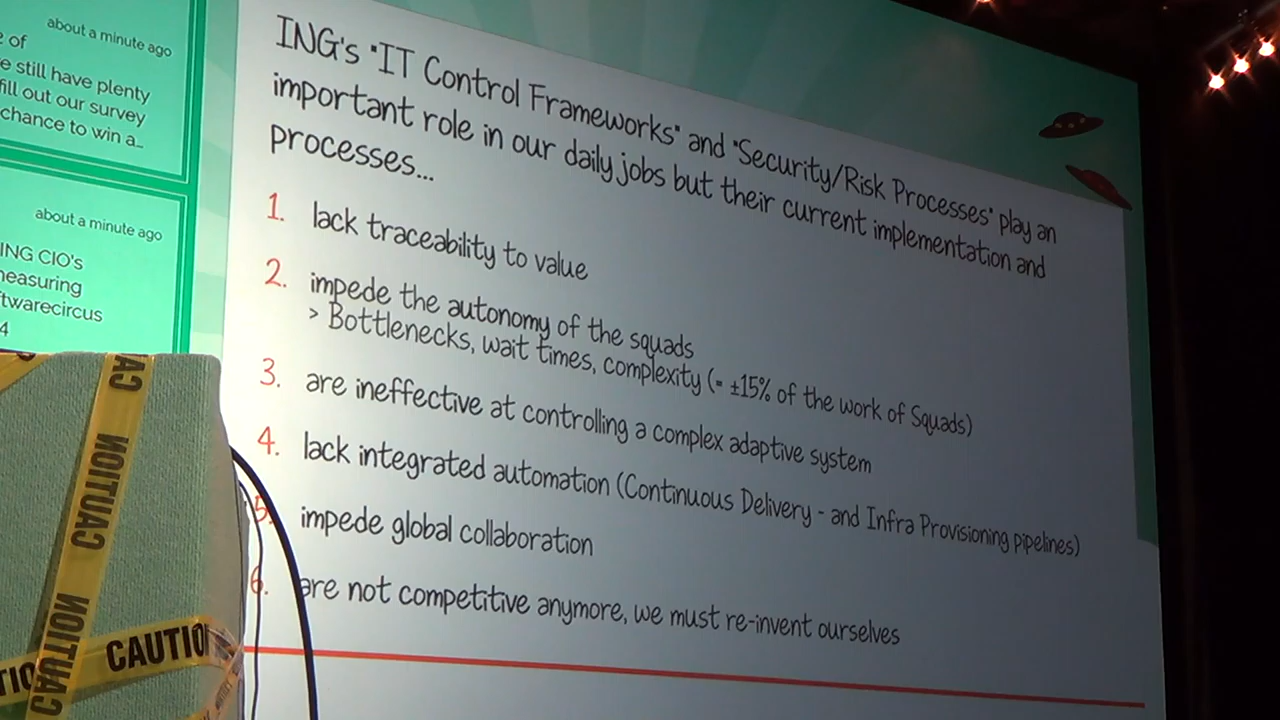 about a minute ago
of
e still have plenty
fill out our survey
chance to win a...
about a minute ago
ING CIO's
measuring
ftwarecircus
4
ING's "IT Control Frameworks" and "Security/Risk Processes" play an
important role in our daily jobs but their current implementation and
processes...
1. lack traceability to value
2. impede the autonomy of the squads
> Bottlenecks, wait times, complexity (= ±15% of the work of Squads)
3. are ineffective at controlling a complex adaptive system
4. lack integrated automation (Continuous Delivery - and Infra Provisioning pipelines)
5. impede global collaboration
6. are not competitive anymore, we must re-invent ourselves
CAU
CAUTION
CAUTION
CAUTIO
TIO